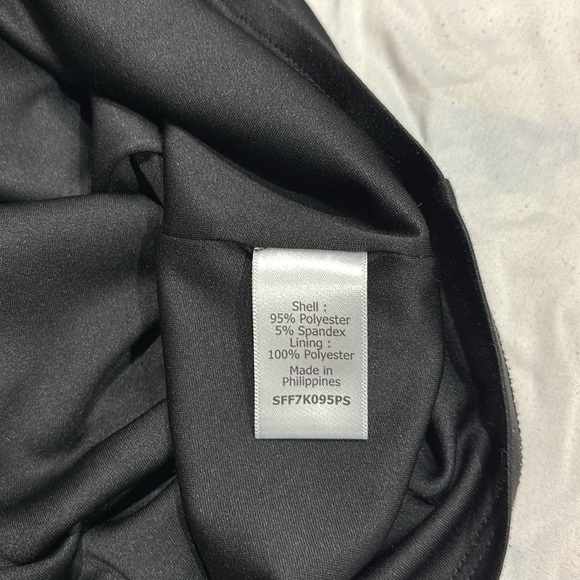 Shell :
95% Polyester
5% Spandex
Lining :
100% Polyester
Made in
Philippines
SFF7K095PS